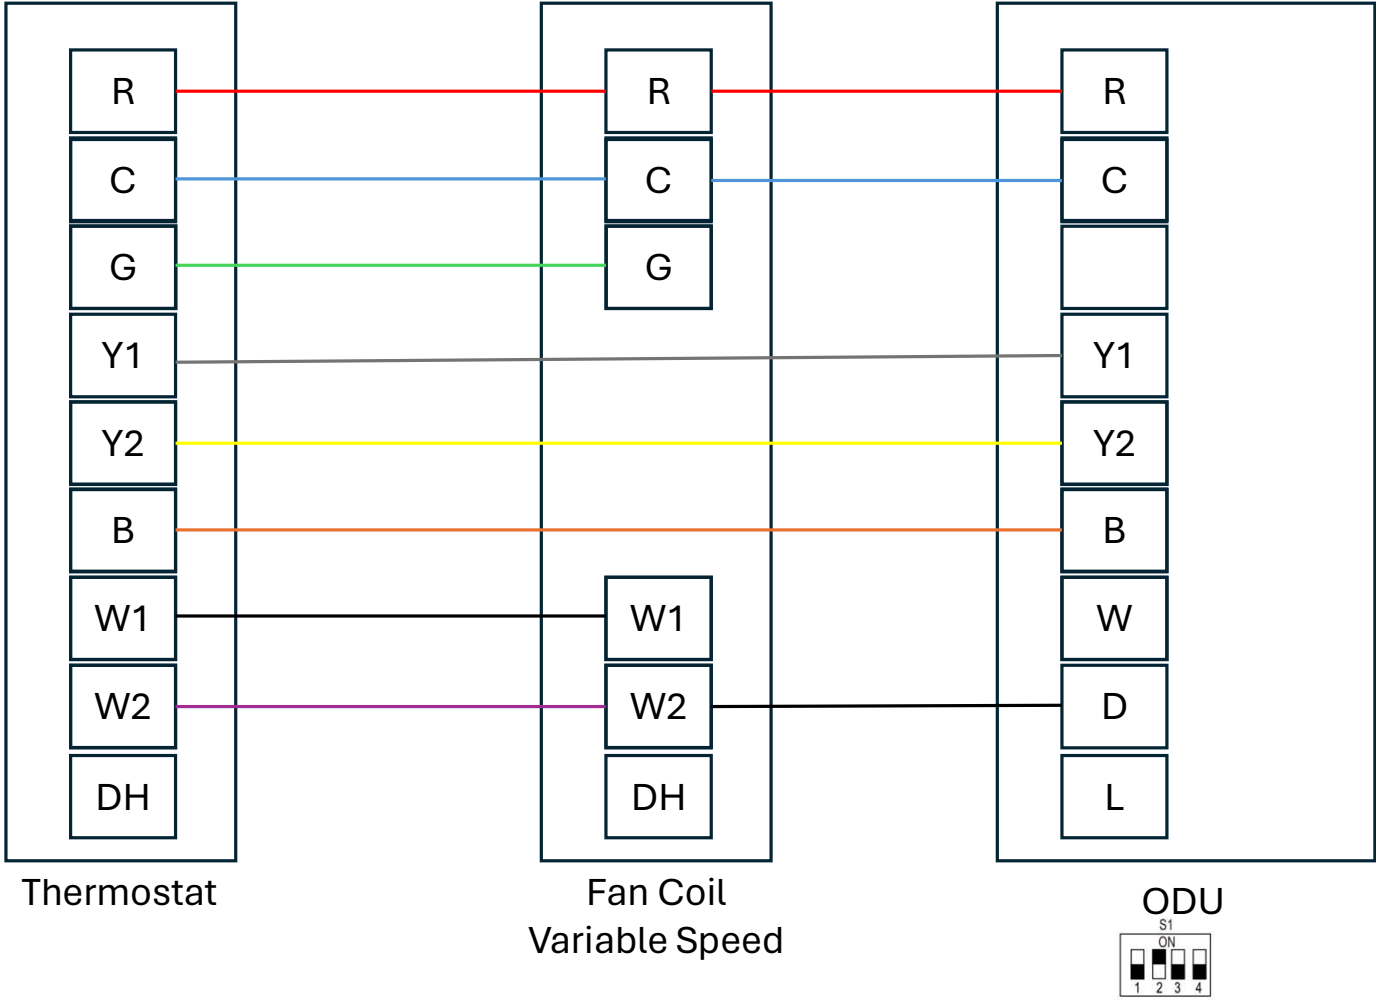 R R R
C C C
G G
Y1 Y1
Y2 Y2
B B
W1 W1 W
W2 W2 D
DH DH L
Thermostat
Fan Coil
Variable Speed
ODU
S1
ON
1 2 3 4